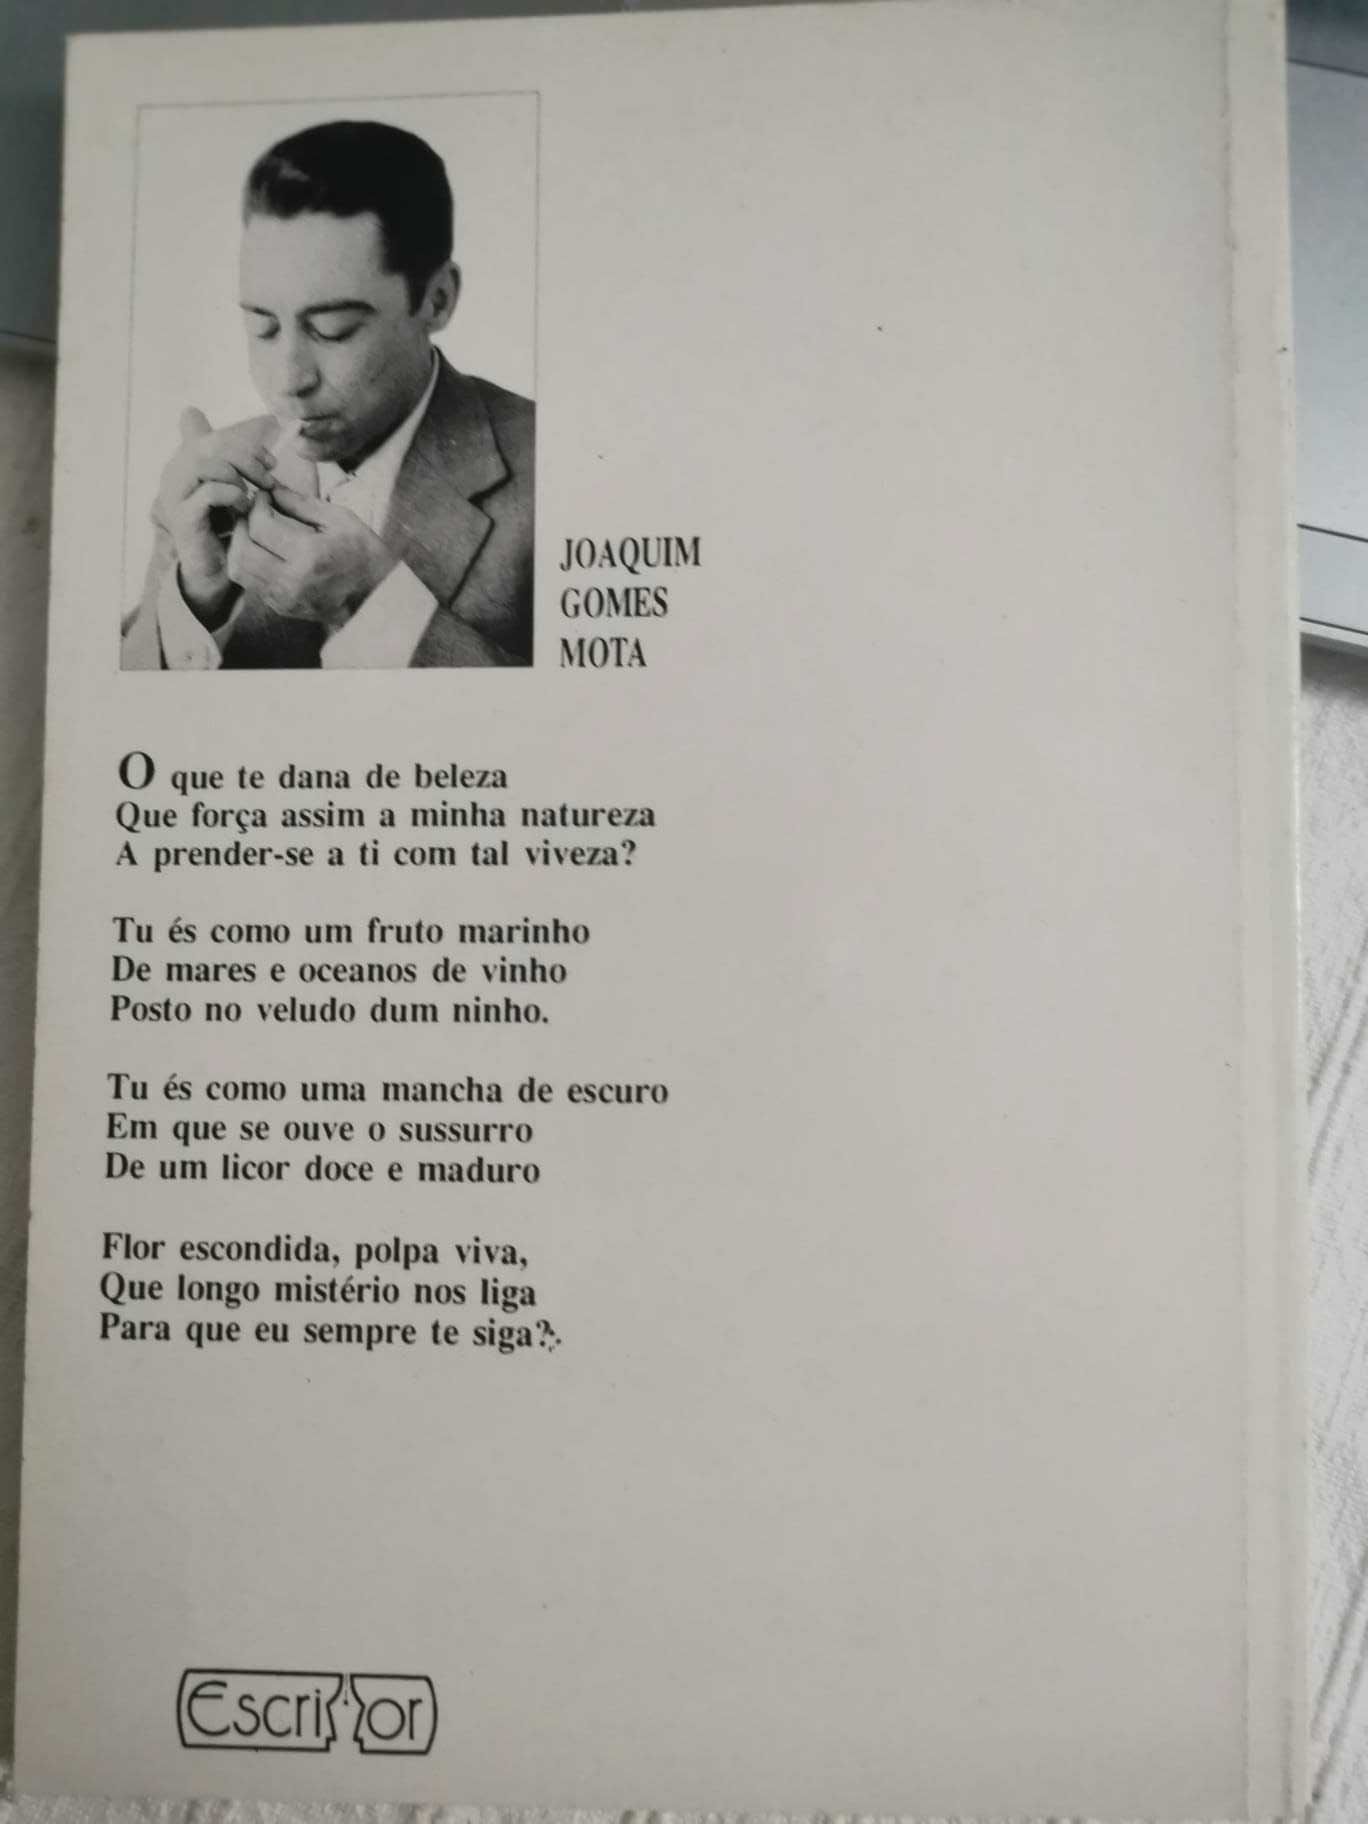 JOAQUIM
GOMES
MOTA
O que te dana de beleza
Que força assim a minha natureza
A prender-se a ti com tal viveza?
Tu és como um fruto marinho
De mares e oceanos de vinho
Posto no veludo dum ninho.
Tu és como uma mancha de escuro
Em que se ouve o sussurro
De um licor doce e maduro
Flor escondida, polpa viva,
Que longo mistério nos liga
Para que eu sempre te siga?
Escritor